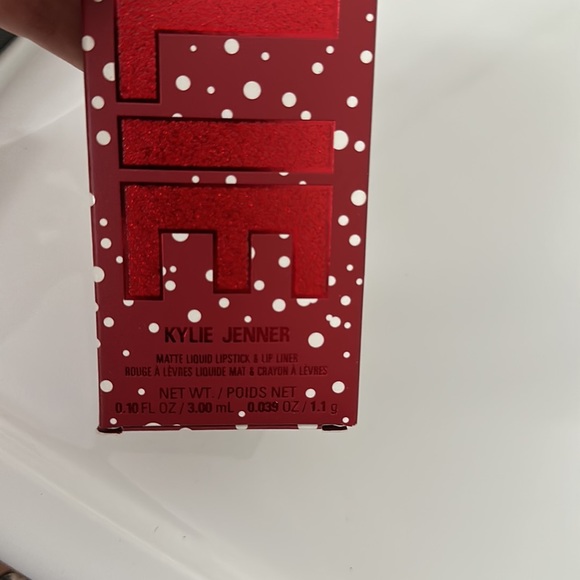 LIE
KYLIE JENNER
MATTE LIQUID LIPSTICK & LIP LINER
ROUGE À LÈVRES LIQUIDE MAT & CRAYON À LÈVRES
NET WT. / POIDS NET
0.10 FL OZ / 3.00 mL 0.039 OZ / 1.1 g